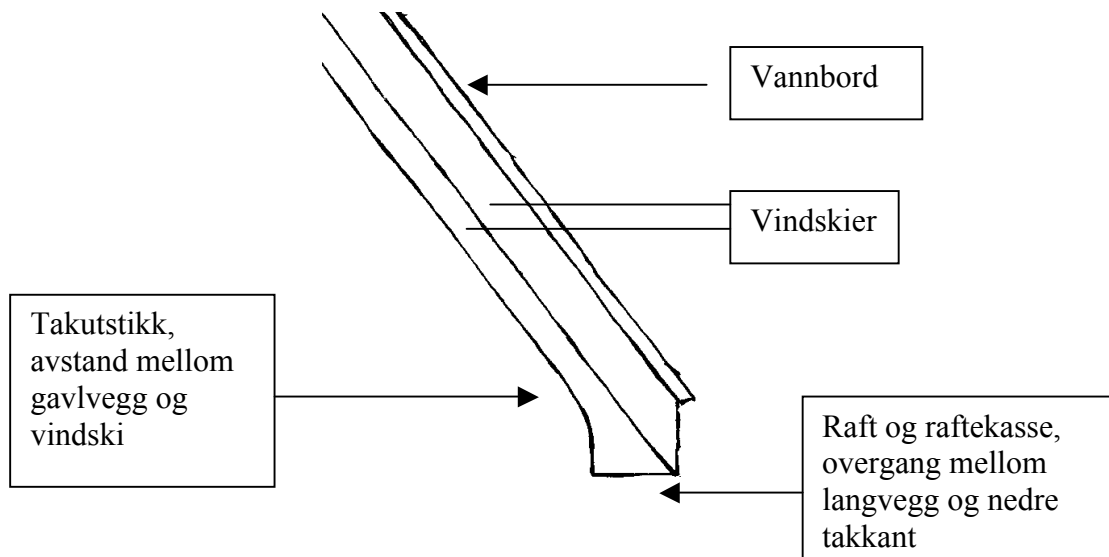 Vannbord
Vindskier
Takutstikk,
avstand mellom
gavlvegg og
vindski
Raft og raftekasse,
overgang mellom
langvegg og nedre
takkant